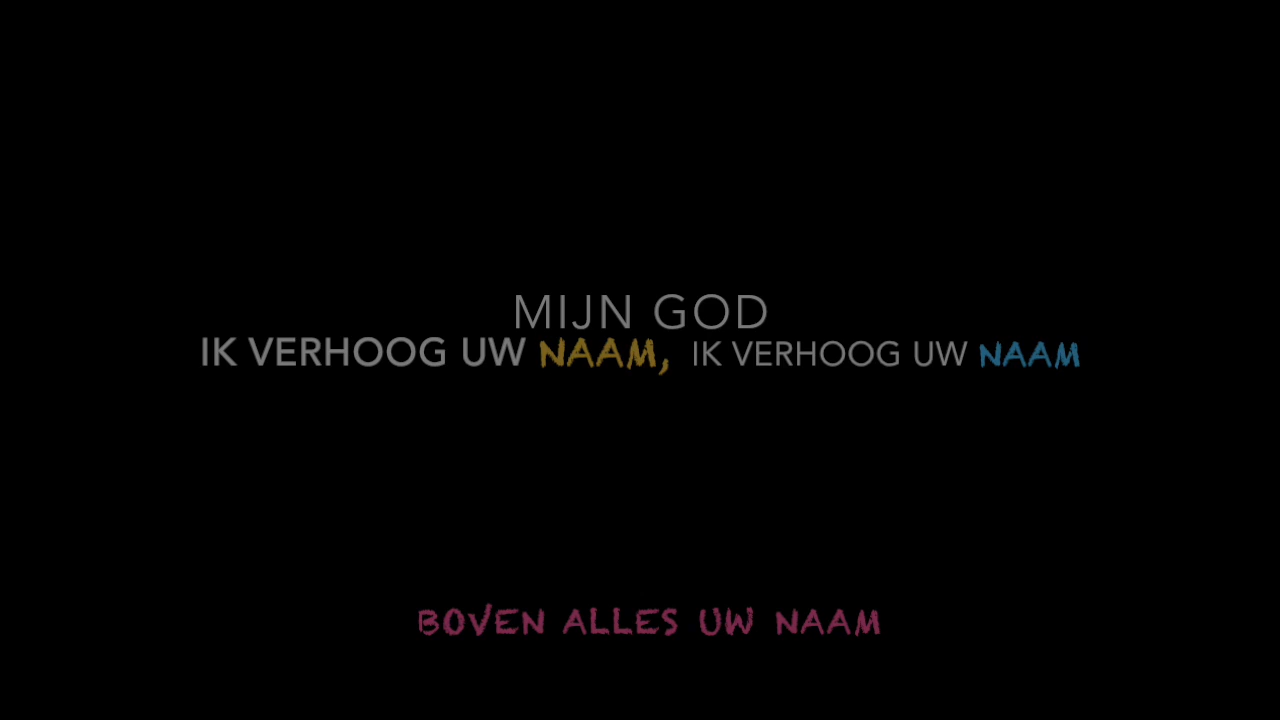 MIJN GOD
IK VERHOOG UW NAAM, IK VERHOOG UW NAAM
BOVEN ALLES UW NAAM